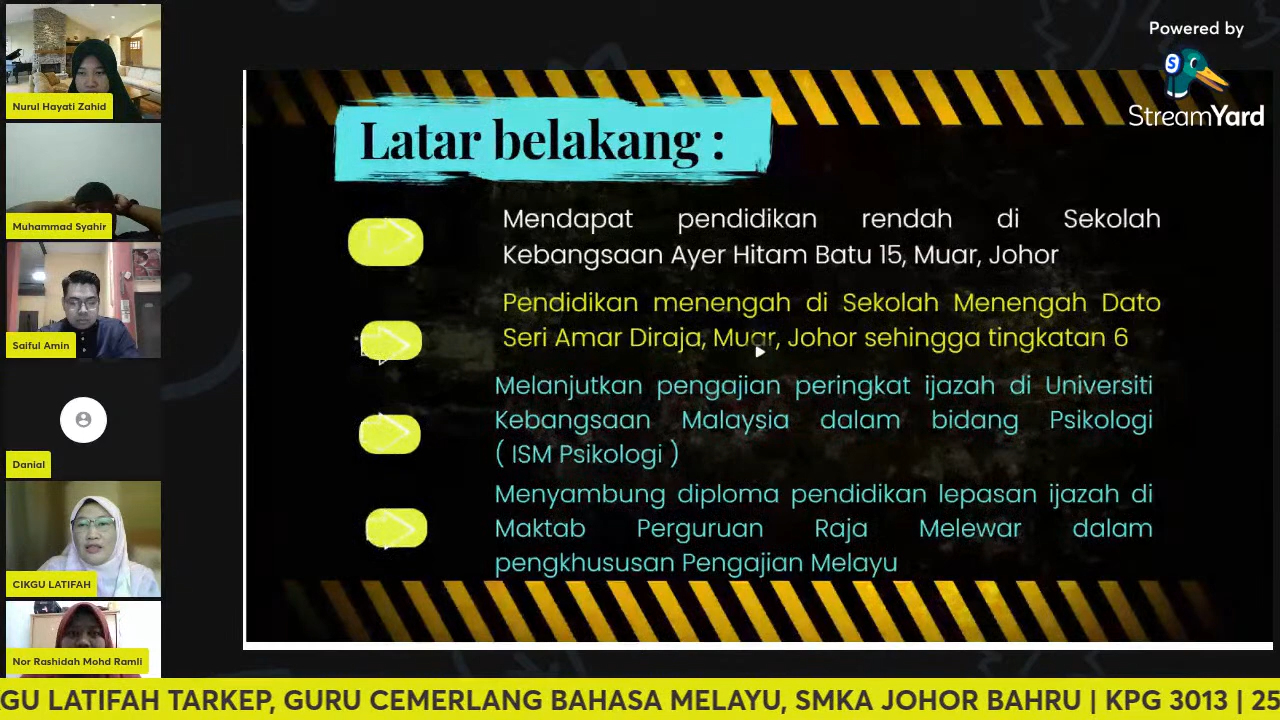 Powered by
StreamYard
Nurul Hayati Zahid
Muhammad Syahir
Saiful Amin
Danial
CIKGU LATIFAH
Nor Rashidah Mohd Ramli
Latar belakang :
Mendapat pendidikan rendah di Sekolah
Kebangsaan Ayer Hitam Batu 15, Muar, Johor
Pendidikan menengah di Sekolah Menengah Dato
Seri Amar Diraja, Muar, Johor sehingga tingkatan 6
Melanjutkan pengajian peringkat ijazah di Universiti
Kebangsaan Malaysia dalam bidang Psikologi
( ISM Psikologi )
Menyambung diploma pendidikan lepasan ijazah di
Maktab Perguruan Raja Melewar dalam
pengkhususan Pengajian Melayu
GU LATIFAH TARKEP, GURU CEMERLANG BAHASA MELAYU, SMKA JOHOR BAHRU | KPG 3013 | 25